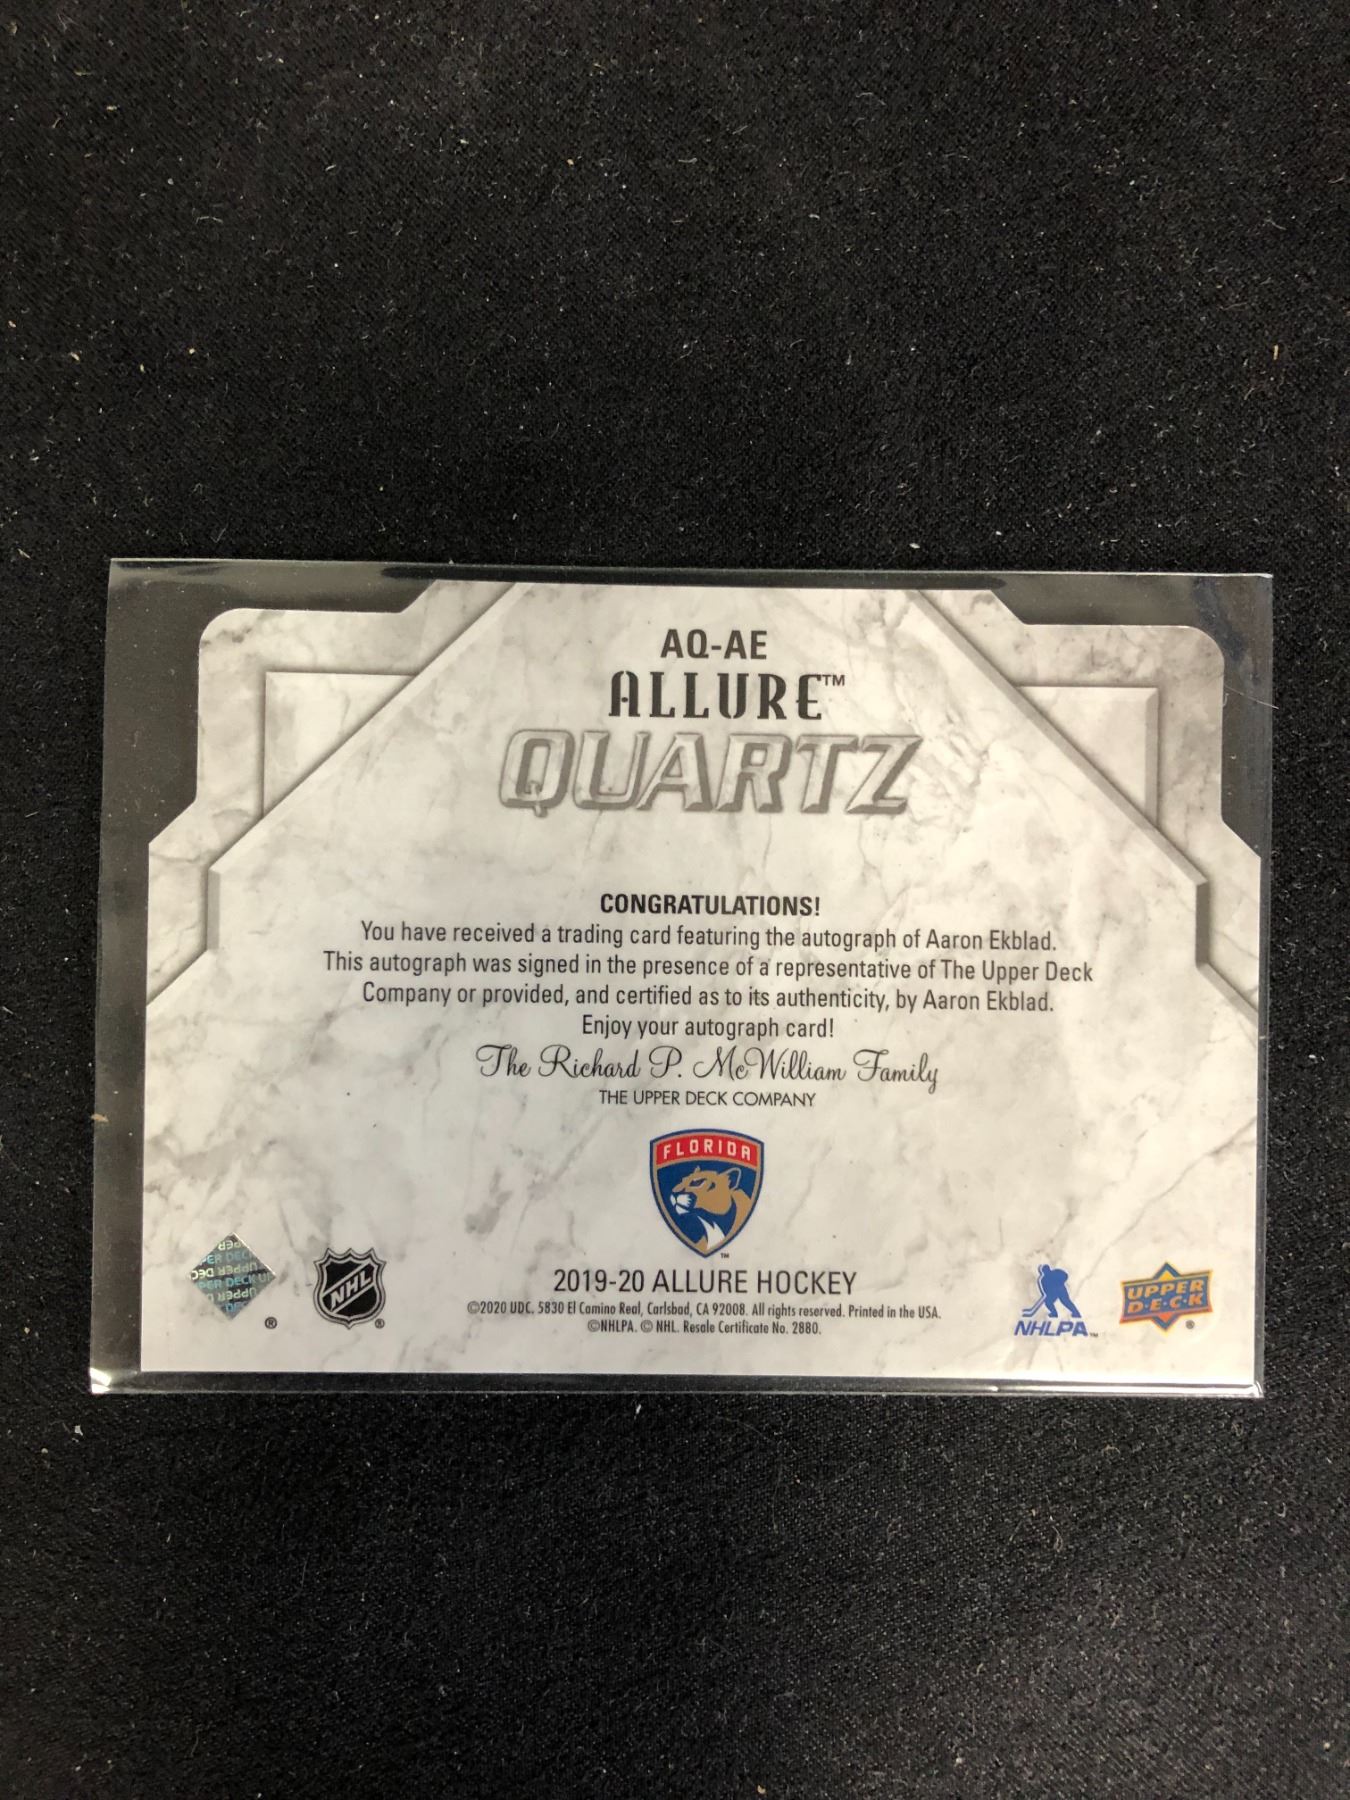 AQ-AE
ALLURE™
QUARTZ
CONGRATULATIONS!
You have received a trading card featuring the autograph of Aaron Ekblad.
This autograph was signed in the presence of a representative of The Upper Deck
Company or provided, and certified as to its authenticity, by Aaron Ekblad.
Enjoy your autograph card!
The Richard P. McWilliam Family
THE UPPER DECK COMPANY
FLORIDA
™
NHL
®
®
2019-20 ALLURE HOCKEY
©2020 UDC. 5830 El Camino Real, Carlsbad, CA 92008. All rights reserved. Printed in the USA.
©NHLPA. © NHL. Resale Certificate No. 2880.
NHLPA™
UPPER
D·E·C·K
®